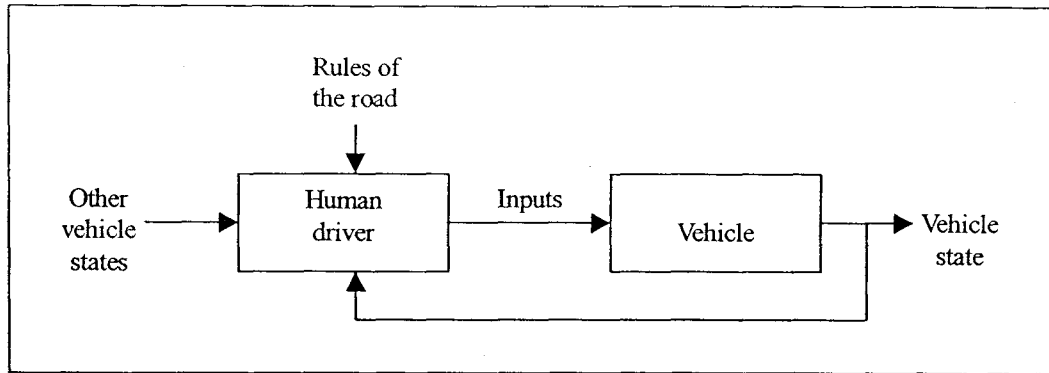 Rules of
the road
Other
vehicle
states
Human
driver
Inputs
Vehicle
Vehicle
state